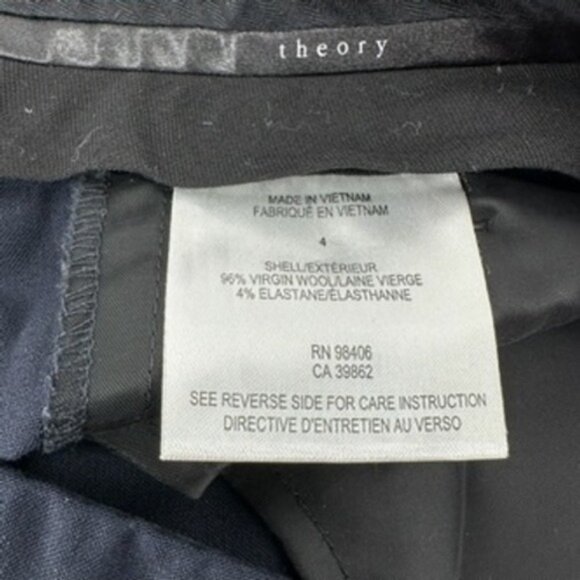 theory
MADE IN VIETNAM
FABRIQUÉ EN VIETNAM
4
SHELL/EXTÉRIEUR
96% VIRGIN WOOL/LAINE VIERGE
4% ELASTANE/ÉLASTHANNE
RN 98406
CA 39862
SEE REVERSE SIDE FOR CARE INSTRUCTION
DIRECTIVE D'ENTRETIEN AU VERSO